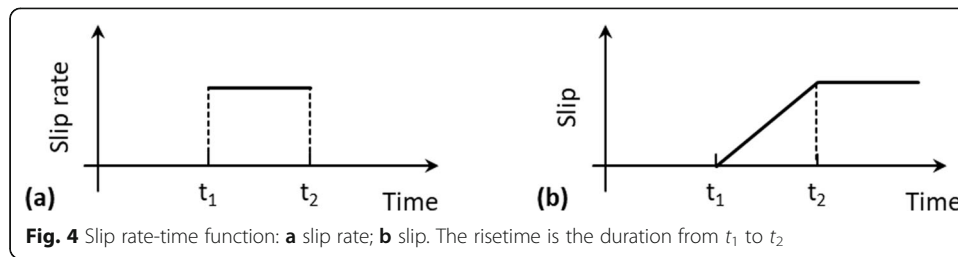 Slip rate
t₁
t₂
Time
(a)
Slip
t₁
t₂
Time
(b)
Fig. 4 Slip rate-time function: a slip rate; b slip. The risetime is the duration from t₁ to t₂